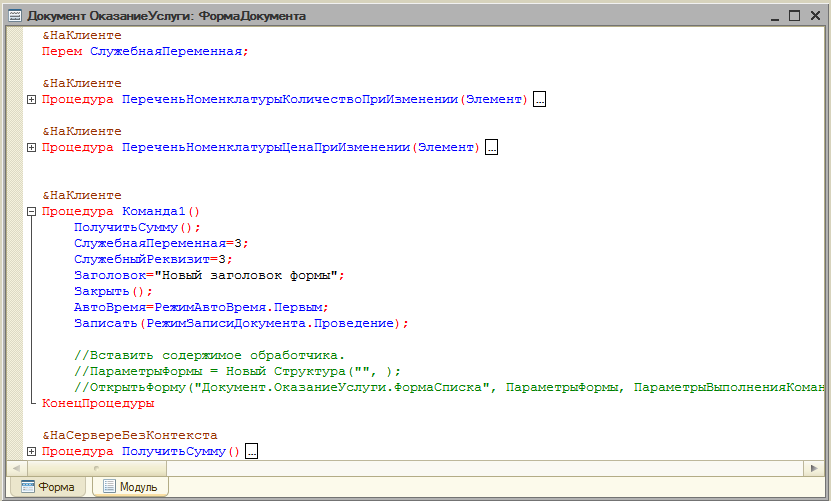 Документ ОказаниеУслуги: ФормаДокумента
&НаКлиенте
Перем СлужебнаяПеременная;
&НаКлиенте
Процедура ПереченьНоменклатурыКоличествоПриИзменении(Элемент) ...
&НаКлиенте
Процедура ПереченьНоменклатурыЦенаПриИзменении(Элемент) ...
&НаКлиенте
Процедура Команда1()
ПолучитьСумму();
СлужебнаяПеременная=3;
СлужебныйРеквизит=3;
Заголовок="Новый заголовок формы";
Закрыть();
АвтоВремя=РежимАвтоВремя.Первым;
Записать(РежимЗаписиДокумента.Проведение);
//Вставить содержимое обработчика.
//ПараметрыФормы = Новый Структура("", );
//ОткрытьФорму("Документ.ОказаниеУслуги.ФормаСписка", ПараметрыФормы, ПараметрыВыполненияКоман
КонецПроцедуры
&НаСервереБезКонтекста
Процедура ПолучитьСумму() ...
Форма
Модуль